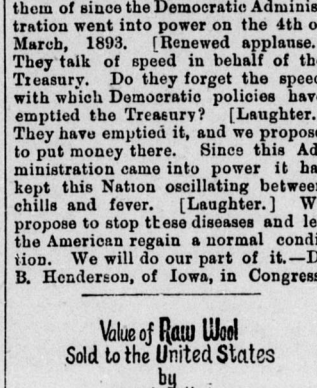 them of since the Democratic Adminis
tration went into power on the 4th o
March, 1893. [Renewed applause.
They talk of speed in behalf of th
Treasury. Do they forget the speed
with which Democratic policies have
emptied the Treasury? [Laughter.
They have emptied it, and we propose
to put money there. Since this Ad
ministration came into power it ha
kept this Nation oscillating between
chills and fever. [Laughter.] W
propose to stop these diseases and le
the American regain a normal condi
tion. We will do our part of it.—D
B. Henderson, of Iowa, in Congress
Value of Raw Wool
Sold to the United States
by